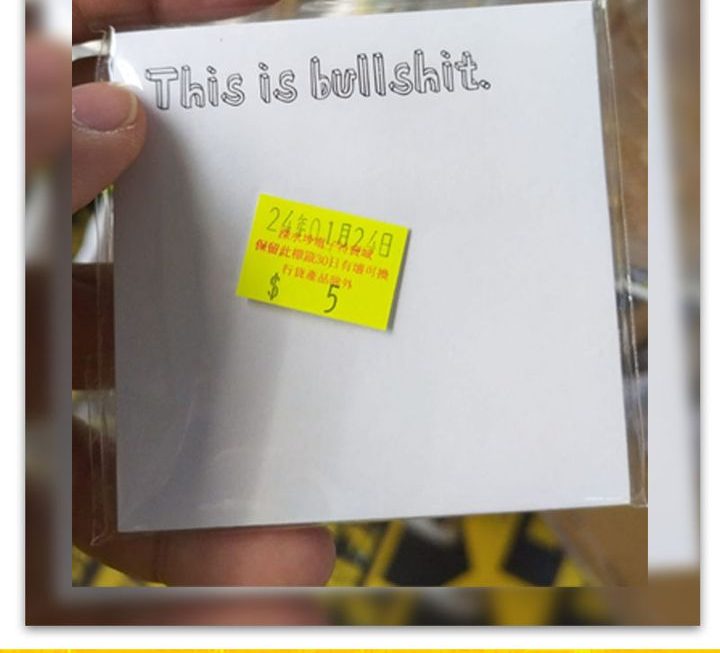 This is bullshit.
24年01月24日
保留此標籤30日有壞可換
行貨產品除外
$ 5